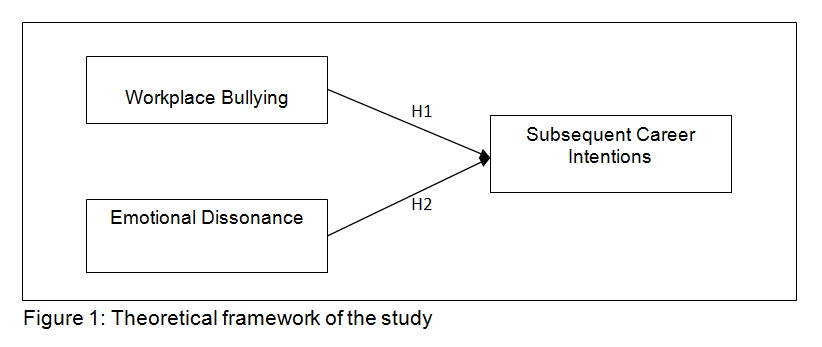 Workplace Bullying
H1
Subsequent Career
Intentions
Emotional Dissonance
H2
Figure 1: Theoretical framework of the study